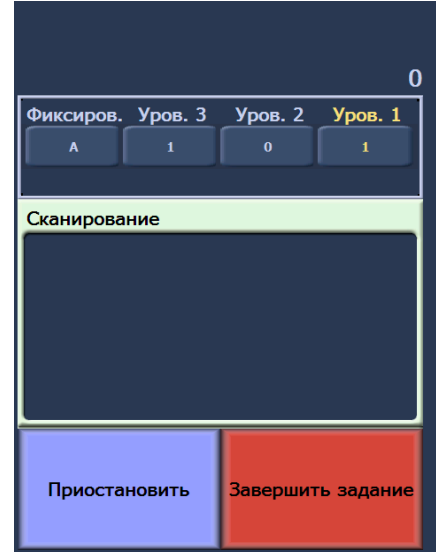 0
Фиксиров. Уров. 3 Уров. 2 Уров. 1
A 1 0 1
Сканирование
Приостановить Завершить задание